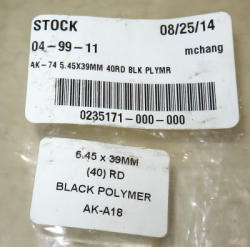 STOCK 08/25/14
04-99-11 mchang
AK-74 5.45X39MM 40RD BLK PLYMR
0235171-000-000
5.45 x 39MM
(40) RD
BLACK POLYMER
AK-A18